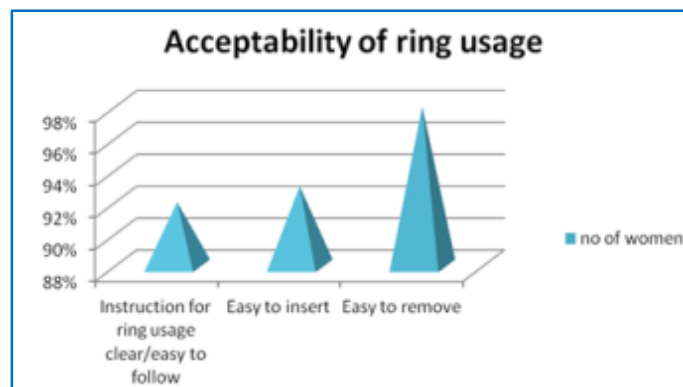 Acceptability of ring usage
98%
96%
94%
92%
90%
88%
no of women
Instruction for
ring usage
clear/easy to
follow
Easy to insert
Easy to remove